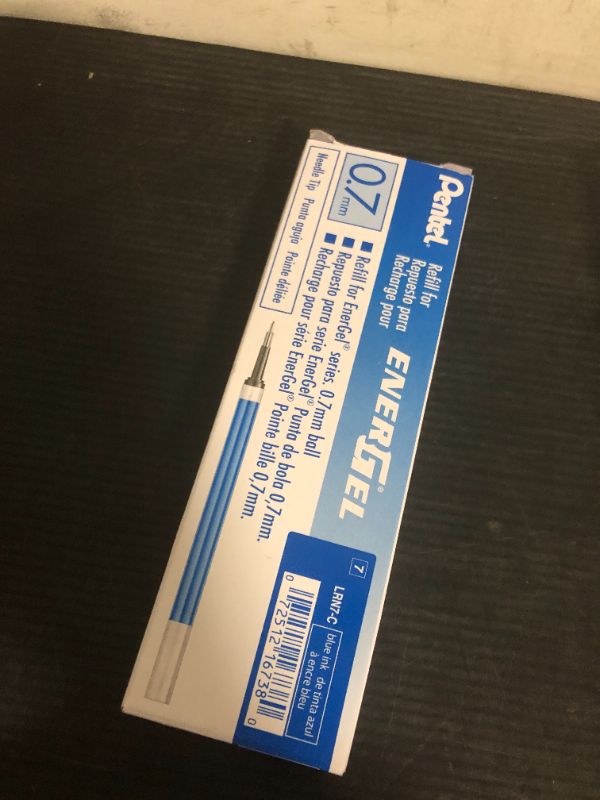 Pentel®
Refill for
Repuesto para
Recharge pour
ENERGEL®
0.7 mm
Refill for EnerGel® series. 0.7mm ball
Repuesto para serie EnerGel® Punta de bola 0,7mm.
Recharge pour série EnerGel® Pointe bille 0,7mm.
Needle Tip Punta aguja Pointe déliée
7
LRN7-C
blue ink de tinta azul
à encre bleu
0 72512 16738 0